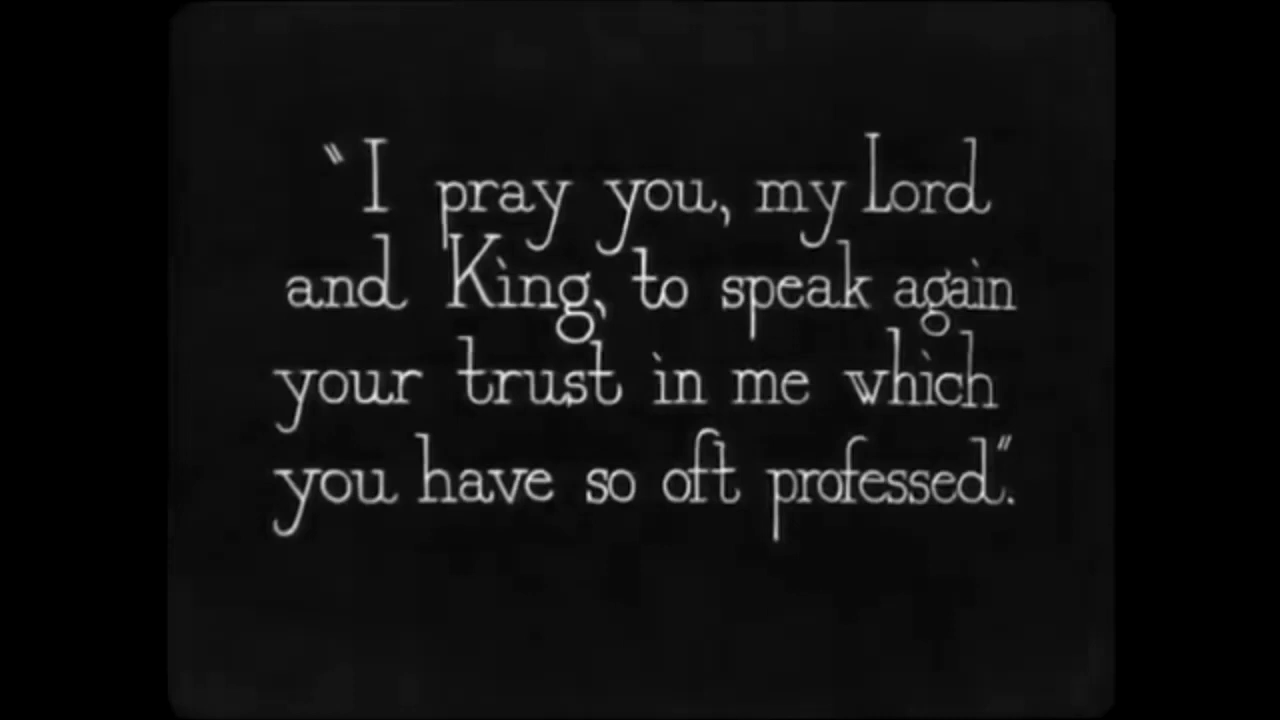 "I pray you, my Lord
and King, to speak again
your trust in me which
you have so oft professed".